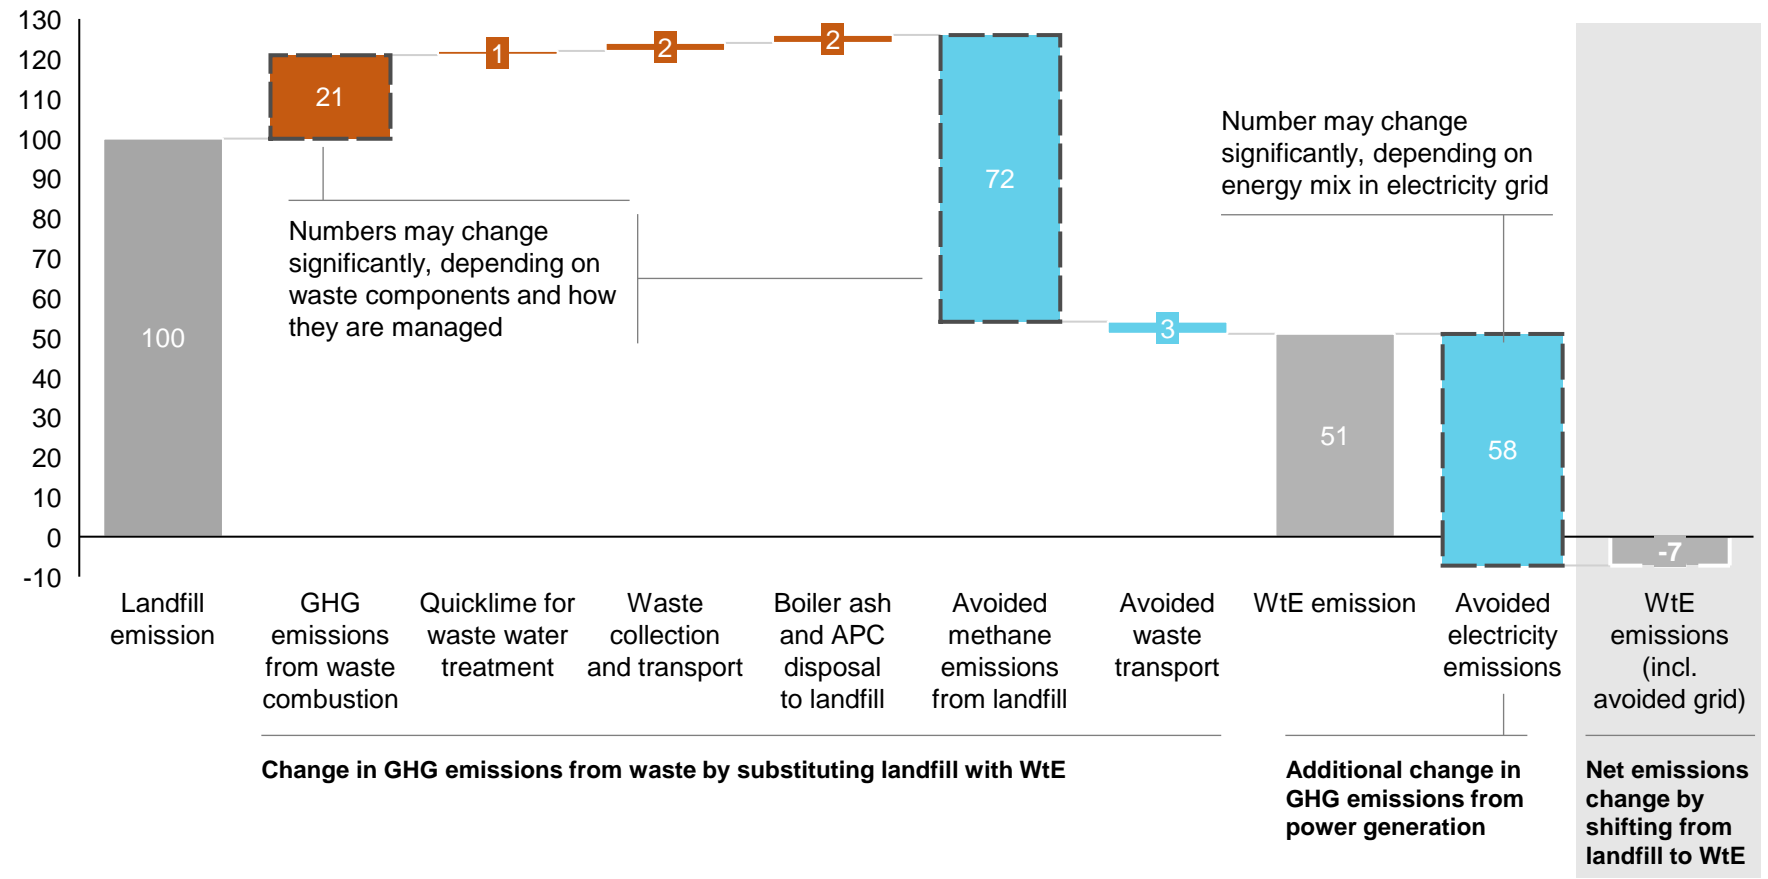 130
120
110
100
90
80
70
60
50
40
30
20
10
0
-10
100
21
1
2
2
72
3
51
58
-7
Numbers may change
significantly, depending on
waste components and how
they are managed
Number may change
significantly, depending on
energy mix in electricity grid
Landfill
emission
GHG
emissions
from waste
combustion
Quicklime for
waste water
treatment
Waste
collection
and transport
Boiler ash
and APC
disposal
to landfill
Avoided
methane
emissions
from landfill
Avoided
waste
transport
WtE emission
Avoided
electricity
emissions
WtE
emissions
(incl.
avoided grid)
Change in GHG emissions from waste by substituting landfill with WtE
Additional change in
GHG emissions from
power generation
Net emissions
change by
shifting from
landfill to WtE